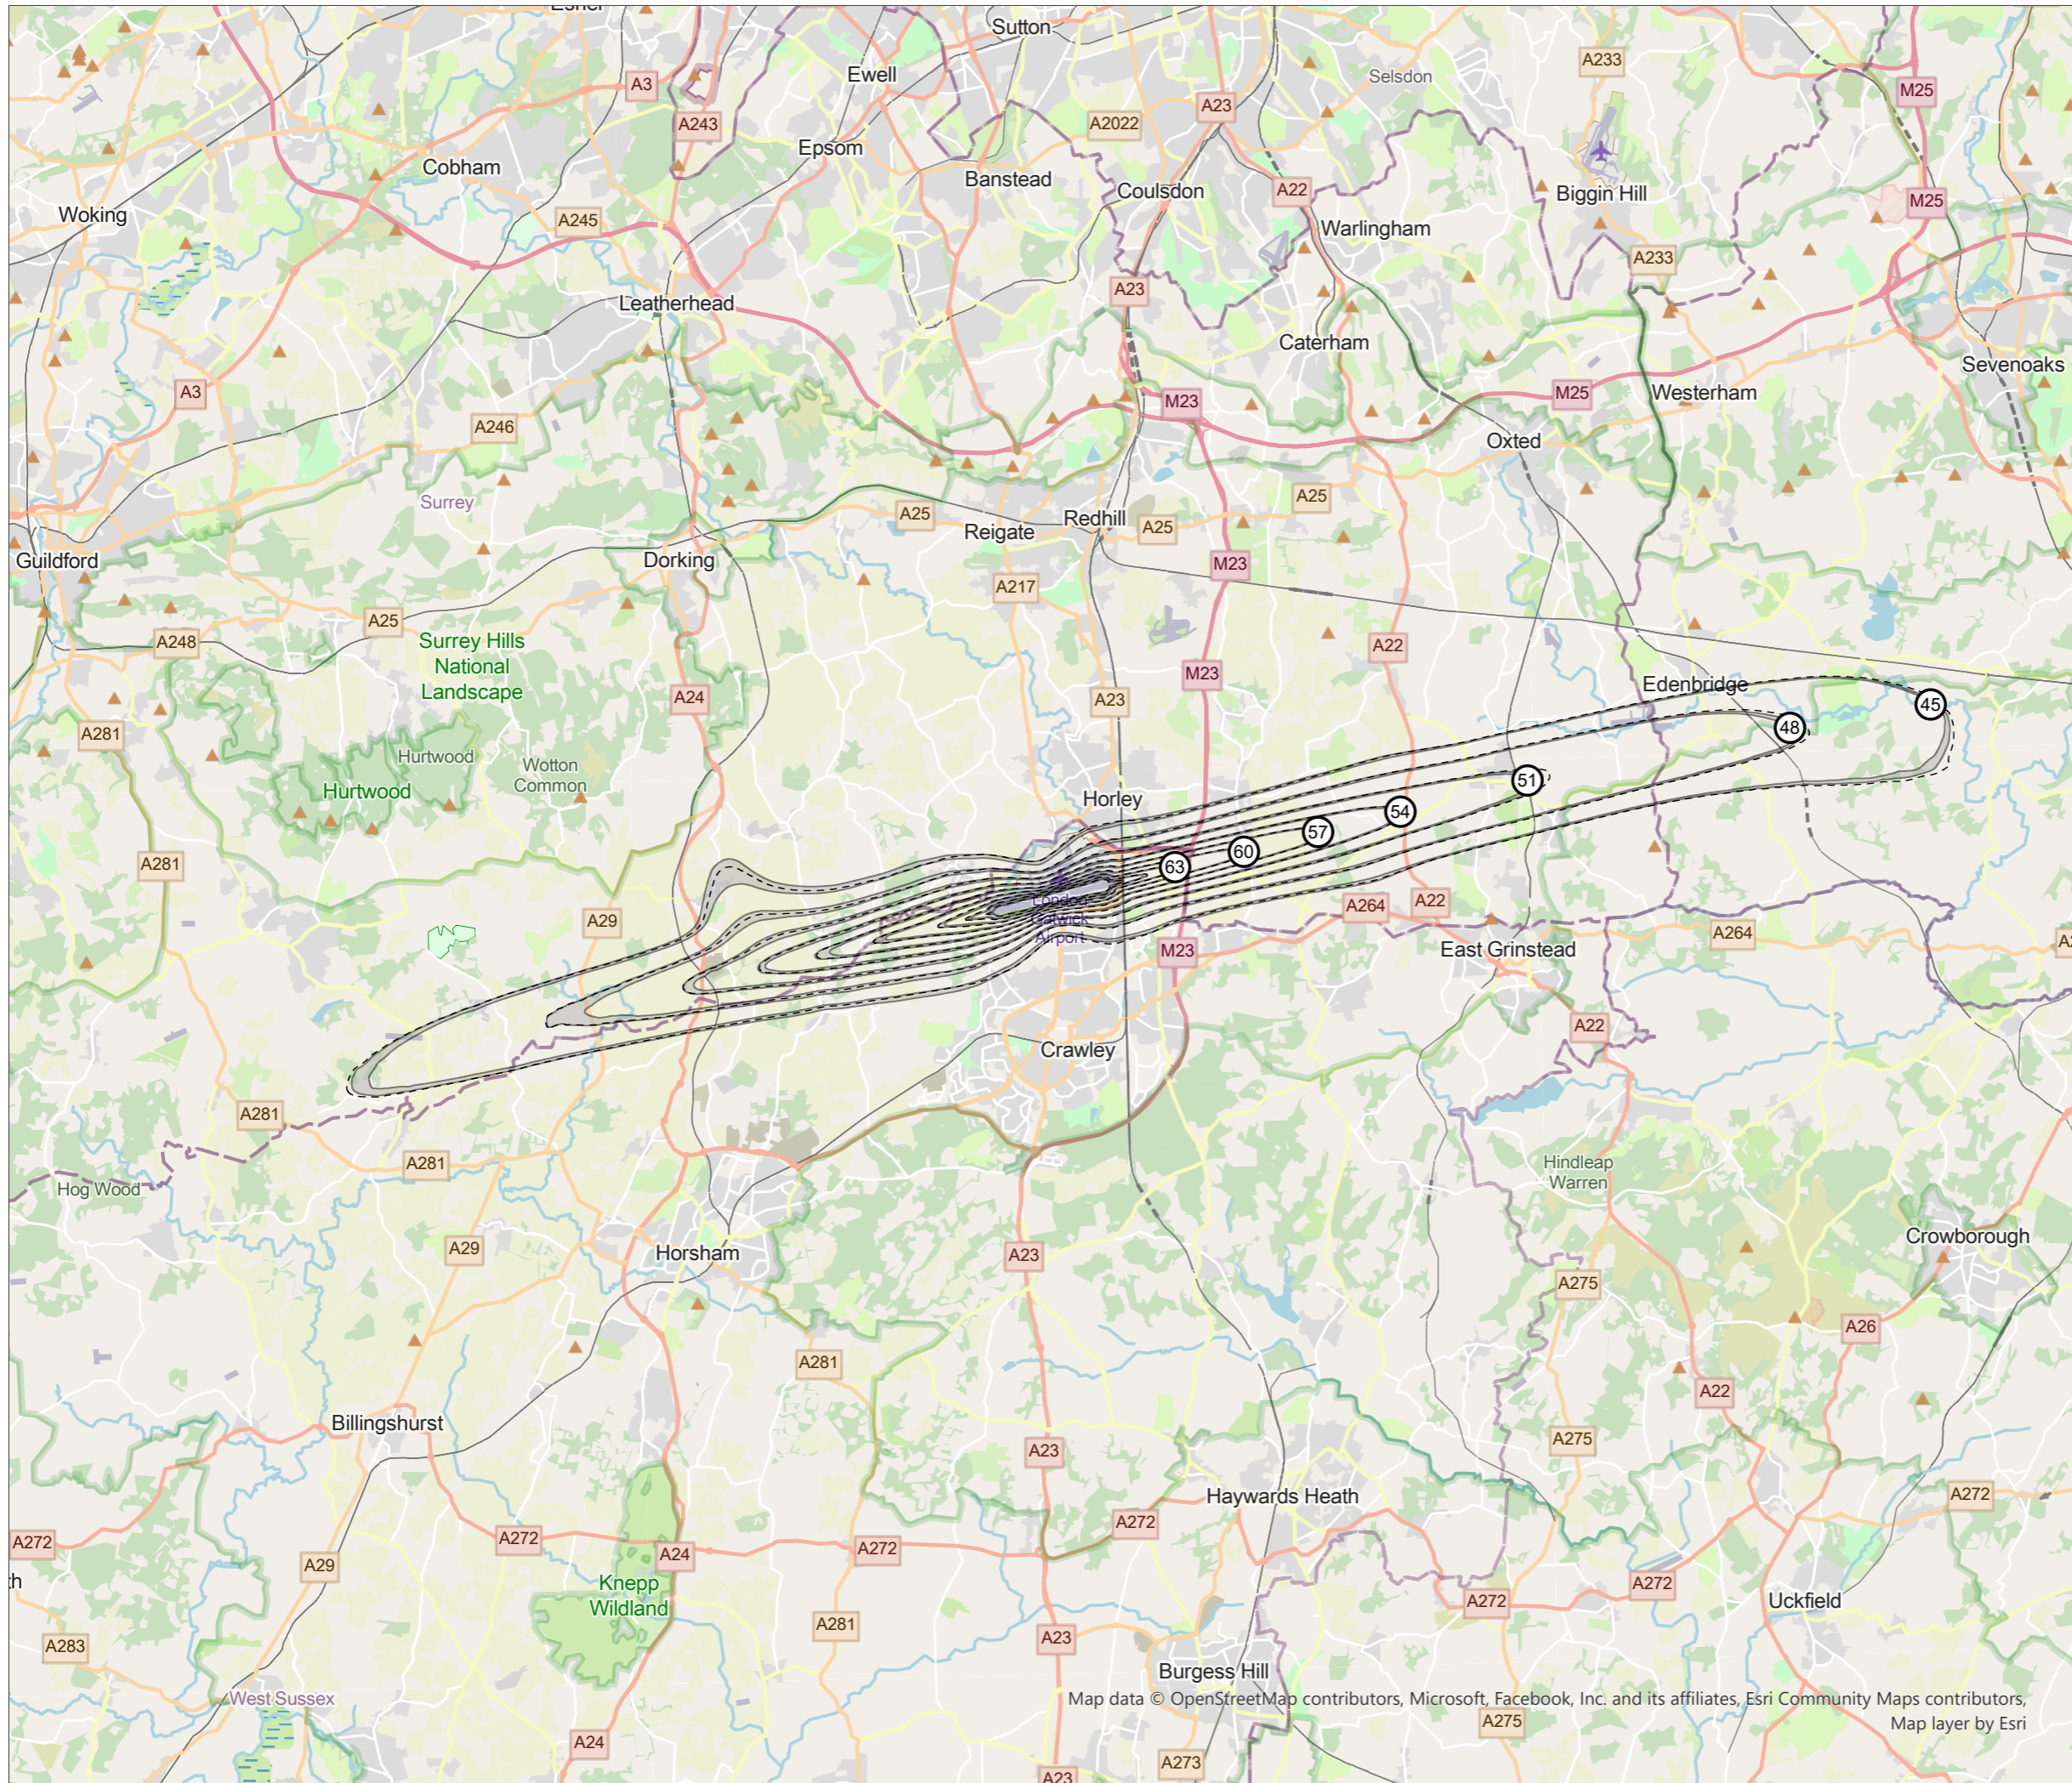 Sutton
A233
Ewell
Selsdon
A3
M25
A23
A243
A2022
Epsom
Cobham
Banstead
Coulsdon
A22
Biggin Hill
M25
Woking
A245
Warlingham
A233
A23
Leatherhead
Caterham
Sevenoaks
A3
M23
M25
Westerham
A246
Oxted
Surrey
A25
A25
Redhill
A25
Reigate
Guildford
Dorking
M23
A217
A25
A248
Surrey Hills
National
Landscape
A22
M23
Edenbridge
A24
A23
45
A281
48
Hurtwood
Wotton
Common
51
Hurtwood
Horley
54
57
60
A281
63
London
Gatwick
Airport
A264
A22
A29
A264
M23
East Grinstead
A22
Crawley
A281
A281
Hindleap
Warren
Hog Wood
A29
Horsham
A23
Crowborough
A275
A26
A281
A22
Billingshurst
A23
A275
Haywards Heath
A272
A272
A272
A272
A24
A272
A29
th
Knepp
Wildland
A272
A272
Uckfield
A283
A281
A23
Burgess Hill
West Sussex
Map data © OpenStreetMap contributors, Microsoft, Facebook, Inc. and its affiliates, Esri Community Maps contributors,
Map layer by Esri
A275
A24
A273
A23